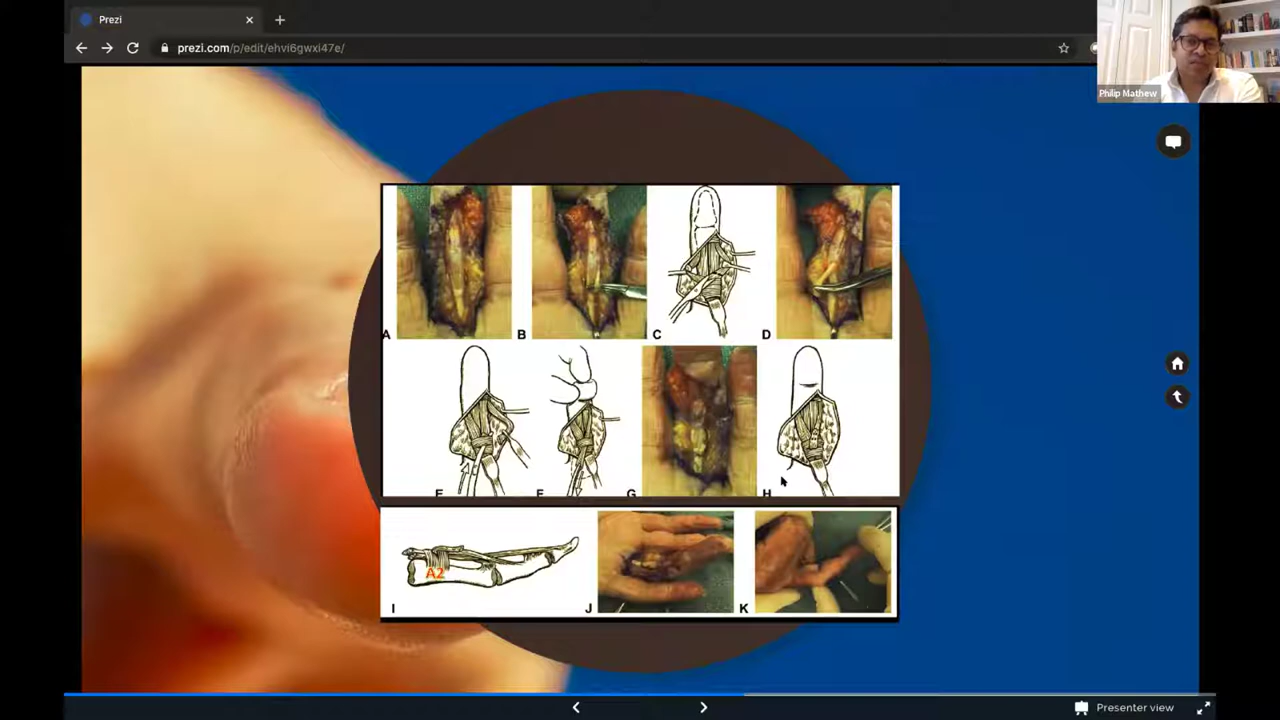 Prezi
prezi.com/p/edit/ehvi6gwxi47e/
Philip Mathew
A
B
C
D
E
F
G
H
A2
I
J
K
Presenter view